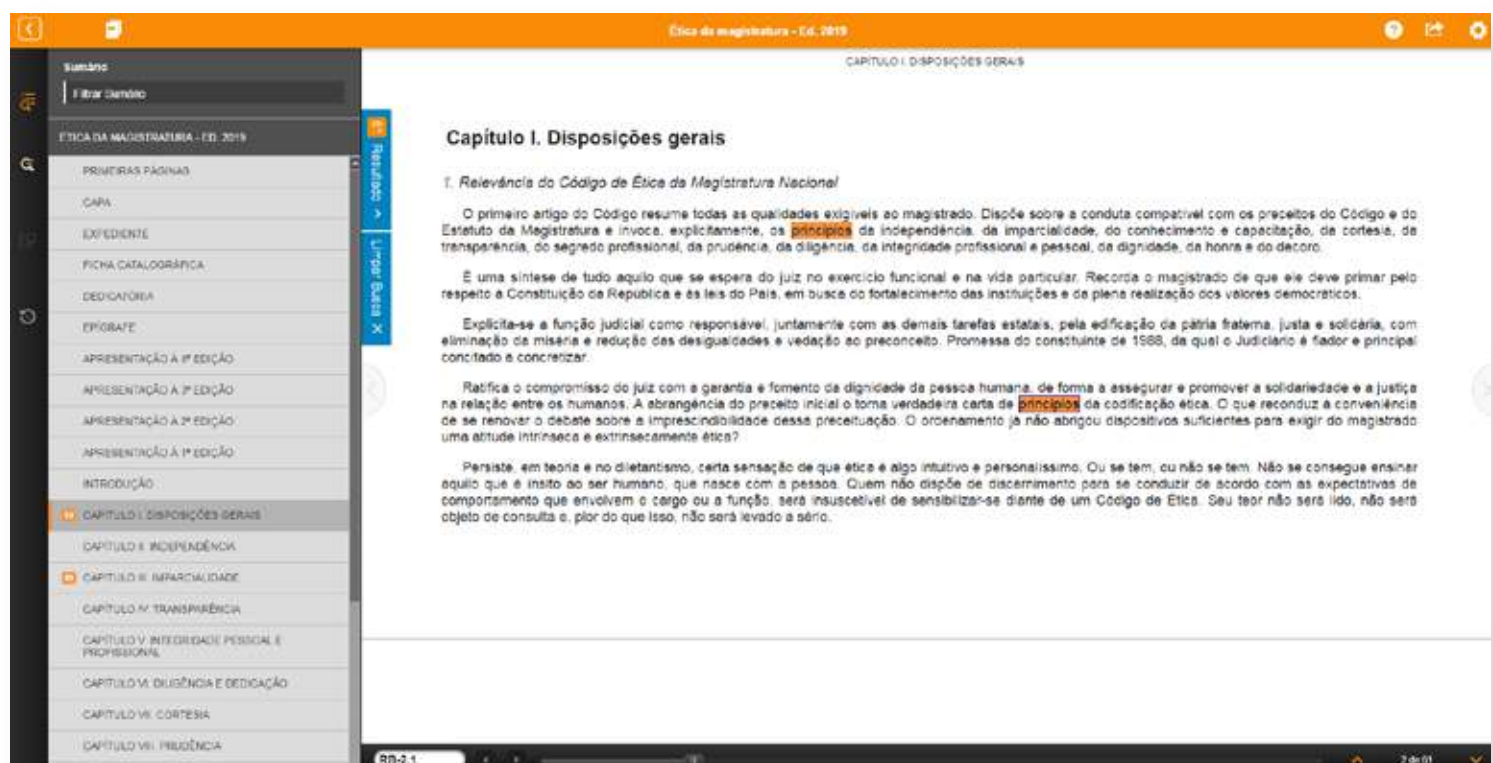 Ética da magistratura - Ed. 2019
Sumário
Filtrar Sumário
ÉTICA DA MAGISTRATURA - ED. 2019
PRIMEIRAS PÁGINAS
CAPA
EXPEDIENTE
FICHA CATALOGRÁFICA
DEDICATÓRIA
EPÍGRAFE
APRESENTAÇÃO À
EDIÇÃO
APRESENTAÇÃO À
EDIÇÃO
APRESENTAÇÃO À 2ª EDIÇÃO
APRESENTAÇÃO À
EDIÇÃO
INTRODUÇÃO
CAPÍTULO I. DISPOSIÇÕES GERAIS
CAPÍTULO II. INDEPENDÊNCIA
CAPÍTULO III. IMPARCIALIDADE
CAPÍTULO IV. TRANSPARÊNCIA
CAPÍTULO V. INTEGRIDADE PESSOAL E
PROFISSIONAL
CAPÍTULO VI. DILIGÊNCIA E DEDICAÇÃO
CAPÍTULO VII. CORTESIA
CAPÍTULO VIII. PRUDÊNCIA
Resultado
Limpar Busca X
CAPÍTULO I. DISPOSIÇÕES GERAIS
Capítulo I. Disposições gerais
1. Relevância do Código de Ética da Magistratura Nacional
O primeiro artigo do Código resume todas as qualidades exigíveis ao magistrado. Dispõe sobre a conduta compatível com os preceitos do Código e do
Estatuto da Magistratura e invoca, explicitamente, os princípios da independência, da imparcialidade, do conhecimento e capacitação, da cortesia, da
transparência, do segredo profissional, da prudência, da diligência, da integridade profissional e pessoal, da dignidade, da honra e do decoro.
É uma síntese de tudo aquilo que se espera do juiz no exercício funcional e na vida particular. Recorda o magistrado de que ele deve primar pelo
respeito à Constituição da República e às leis do País, em busca do fortalecimento das instituições e da plena realização dos valores democráticos.
Explicita-se a função judicial como responsável, juntamente com as demais tarefas estatais, pela edificação da pátria fraterna, justa e solidária, com
eliminação da miséria e redução das desigualdades e vedação ao preconceito. Promessa do constituinte de 1988, da qual o Judiciário é fiador e principal
concitado a concretizar.
Ratifica o compromisso do juiz com a garantia e fomento da dignidade da pessoa humana, de forma a assegurar e promover a solidariedade e a justiça
na relação entre os humanos. A abrangência do preceito inicial o torna verdadeira carta de princípios da codificação ética. O que reconduz à conveniência
de se renovar o debate sobre a imprescindibilidade dessa preceituação. O ordenamento já não abrigou dispositivos suficientes para exigir do magistrado
uma atitude intrínseca e extrinsecamente ética?
Persiste, em teoria e no diletantismo, certa sensação de que ética é algo intuitivo e personalíssimo. Ou se tem, ou não se tem. Não se consegue ensinar
aquilo que é ínsito ao ser humano, que nasce com a pessoa. Quem não dispõe de discernimento para se conduzir de acordo com as expectativas de
comportamento que envolvem o cargo ou a função, será insuscetível de sensibilizar-se diante de um Código de Ética. Seu teor não será lido, não será
objeto de consulta e, pior do que isso, não será levado a sério.
RB-2.1
2 de 61